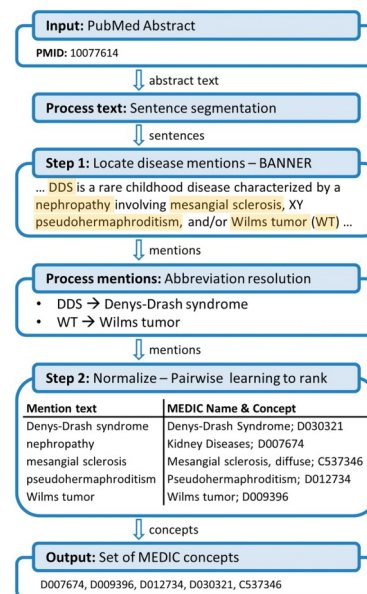 Input: PubMed Abstract
PMID: 10077614
abstract text
Process text: Sentence segmentation
sentences
Step 1: Locate disease mentions – BANNER
... DDS is a rare childhood disease characterized by a
nephropathy involving mesangial sclerosis, XY
pseudohermaphroditism, and/or Wilms tumor (WT) ...
mentions
Process mentions: Abbreviation resolution
• DDS → Denys-Drash syndrome
• WT → Wilms tumor
mentions
Step 2: Normalize – Pairwise learning to rank
Mention text MEDIC Name & Concept
Denys-Drash syndrome Denys-Drash Syndrome; D030321
nephropathy Kidney Diseases; D007674
mesangial sclerosis Mesangial sclerosis, diffuse; C537346
pseudohermaphroditism Pseudohermaphroditism; D012734
Wilms tumor Wilms tumor; D009396
concepts
Output: Set of MEDIC concepts
D007674, D009396, D012734, D030321, C537346